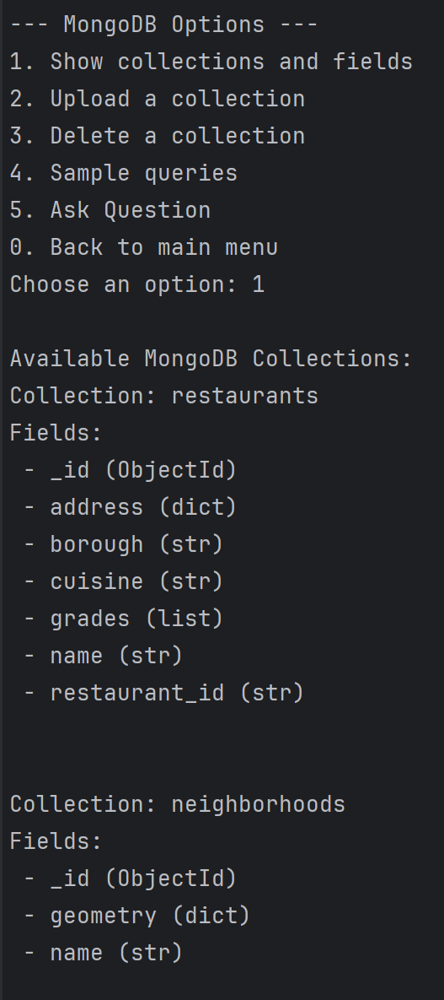 --- MongoDB Options ---
1. Show collections and fields
2. Upload a collection
3. Delete a collection
4. Sample queries
5. Ask Question
0. Back to main menu
Choose an option: 1
Available MongoDB Collections:
Collection: restaurants
Fields:
- _id (ObjectId)
- address (dict)
- borough (str)
- cuisine (str)
- grades (list)
- name (str)
- restaurant_id (str)
Collection: neighborhoods
Fields:
- _id (ObjectId)
- geometry (dict)
- name (str)